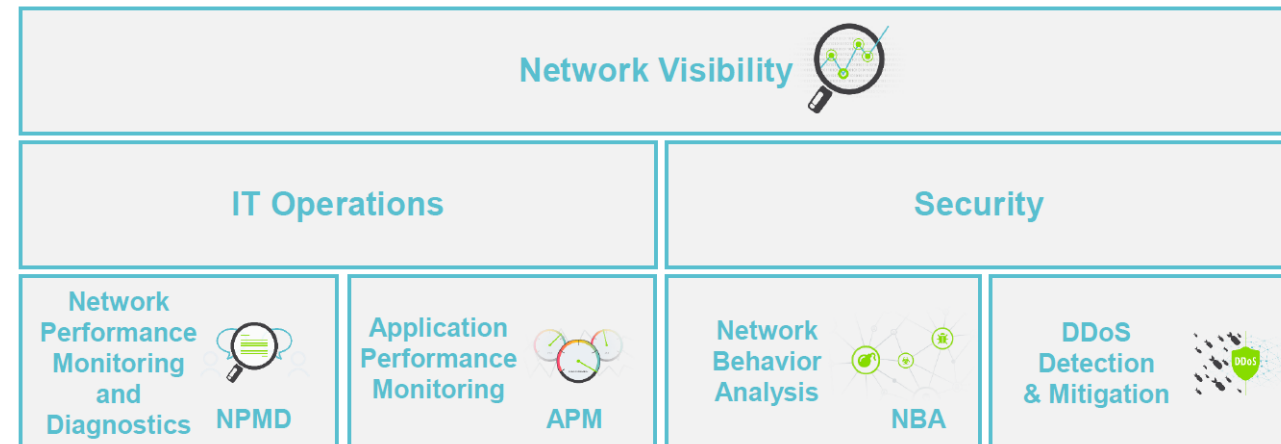 Network Visibility
IT Operations
Security
Network
Performance
Monitoring
and
Diagnostics
NPMD
Application
Performance
Monitoring
APM
Network
Behavior
Analysis
NBA
DDoS
Detection
& Mitigation
DDoS